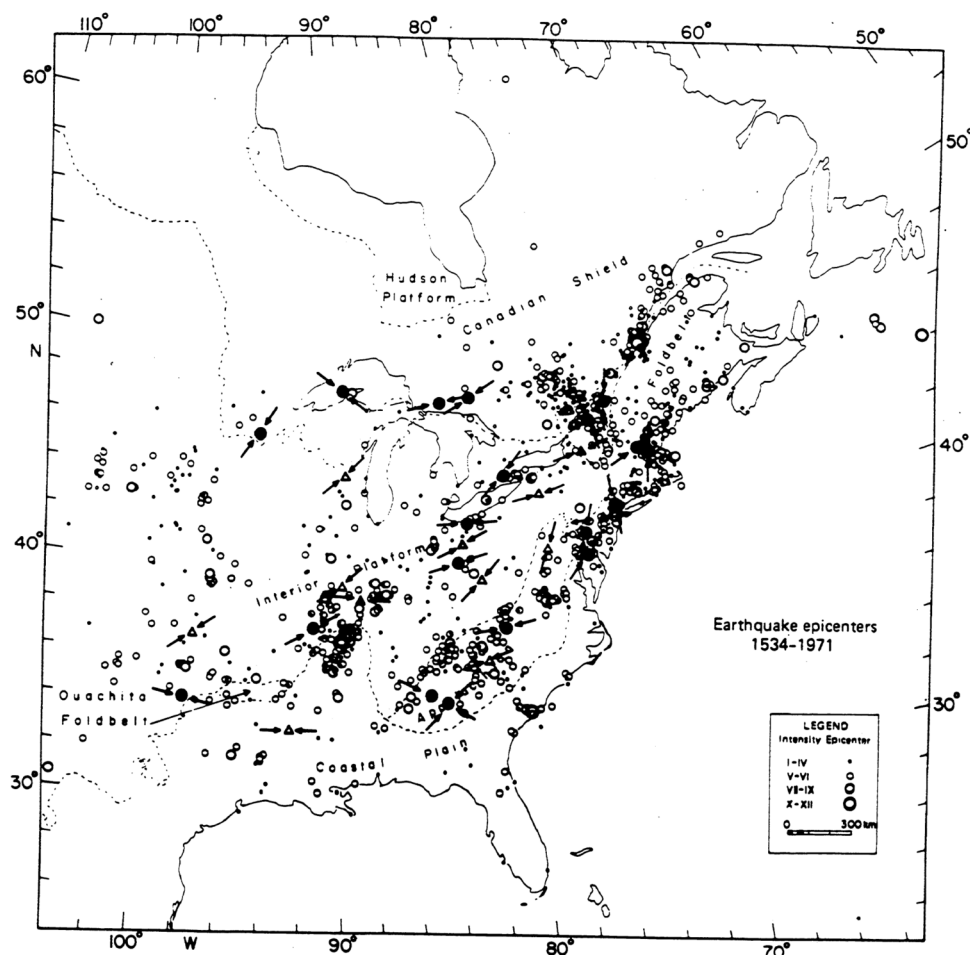 110°
100°
90°
80°
70°
60°
50°
60°
50°
Hudson
Platform
Canadian Shield
50°
N
Foldbelt
40°
40°
Interior Platform
Earthquake epicenters
1534-1971
Ouachita
Foldbelt
30°
LEGEND
Intensity Epicenter
I-IV
V-VI
VII-IX
X-XII
0 300 km
Coastal Plain
30°
100°
W
90°
80°
70°